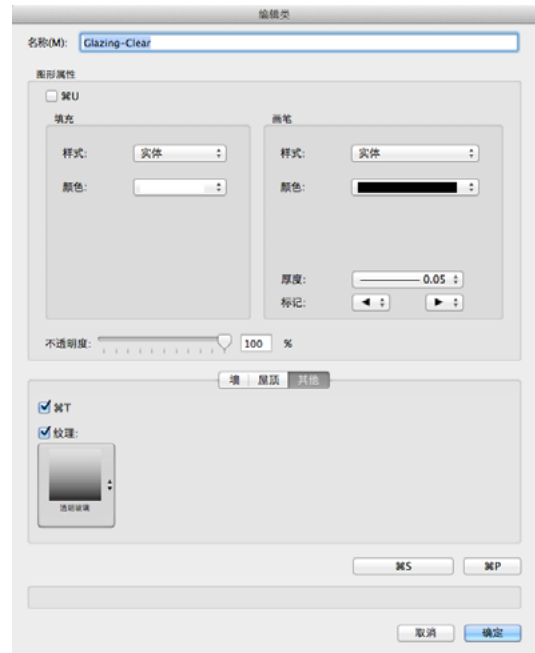 编辑类
名称(M): Glazing-Clear
图形属性
⌘U
填充
样式: 实体
颜色:
画笔
样式: 实体
颜色:
厚度: 0.05
标记:
不透明度: 100 %
墙 屋顶 其他
⌘T
纹理:
透明玻璃
⌘S ⌘P
取消 确定